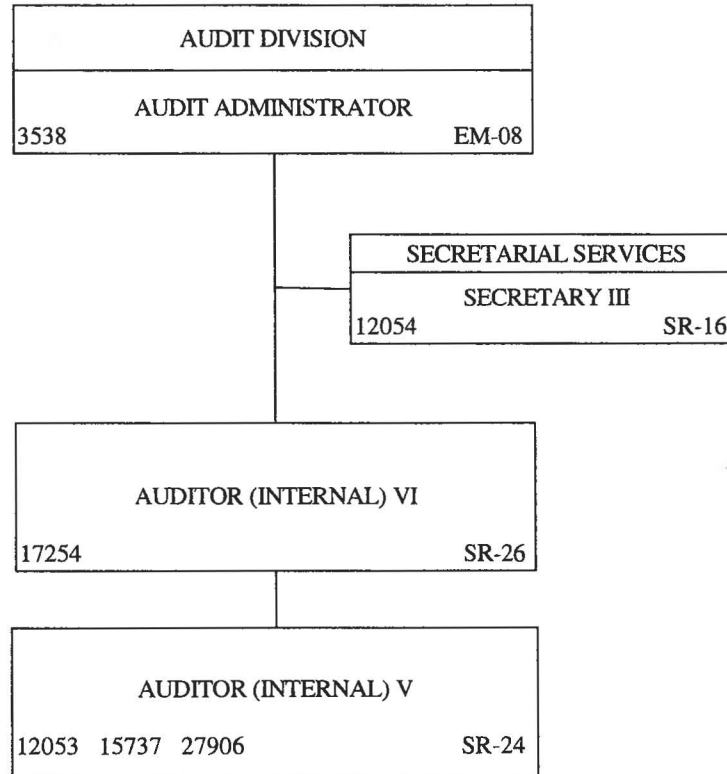 AUDIT DIVISION
AUDIT ADMINISTRATOR
3538 EM-08
SECRETARIAL SERVICES
SECRETARY III
12054 SR-16
AUDITOR (INTERNAL) VI
17254 SR-26
AUDITOR (INTERNAL) V
12053 15737 27906 SR-24